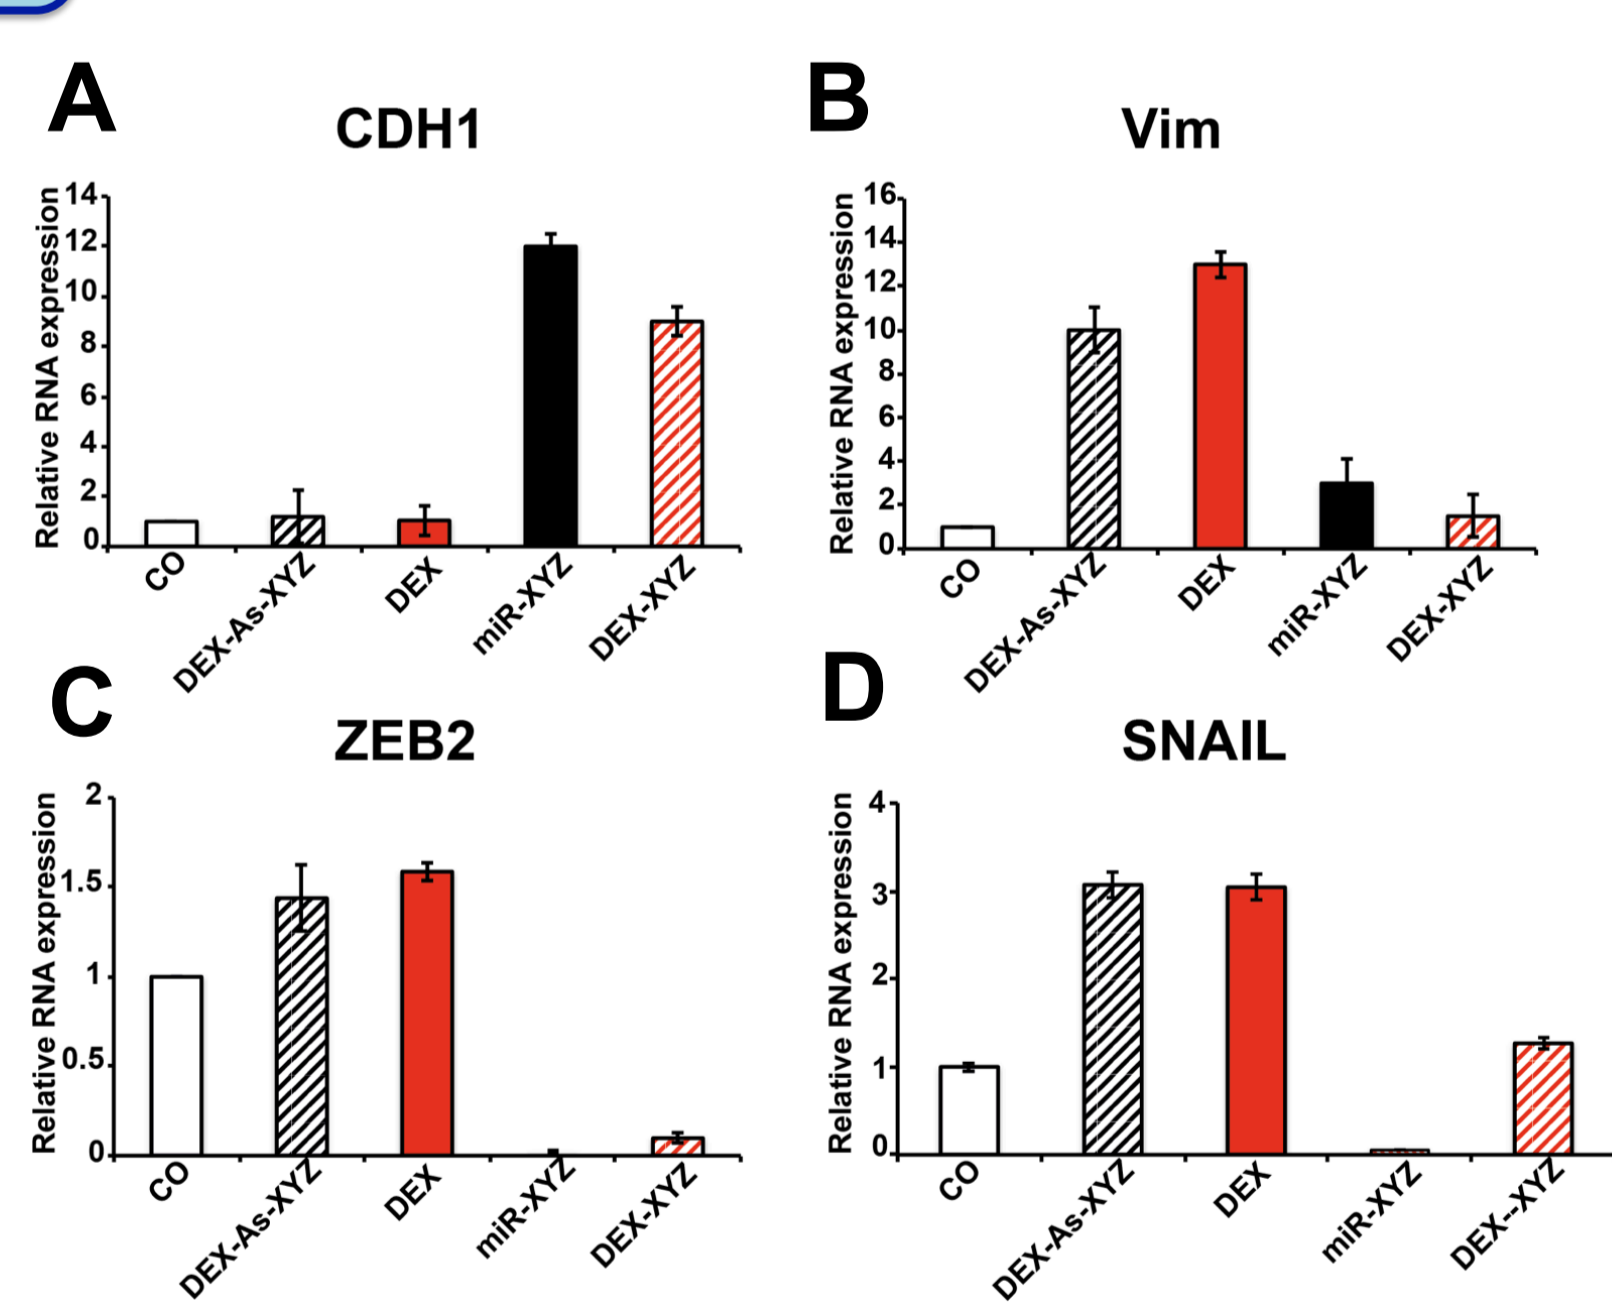 A
CDH1
Relative RNA expression
14
12
10
8
6
4
2
0
CO
DEX-As-XYZ
DEX
miR-XYZ
DEX-XYZ
B
Vim
Relative RNA expression
16
14
12
10
8
6
4
2
0
CO
DEX-As-XYZ
DEX
miR-XYZ
DEX-XYZ
C
ZEB2
Relative RNA expression
2
1.5
1
0.5
0
CO
DEX-As-XYZ
DEX
miR-XYZ
DEX-XYZ
D
SNAIL
Relative RNA expression
4
3
2
1
0
CO
DEX-As-XYZ
DEX
miR-XYZ
DEX--XYZ